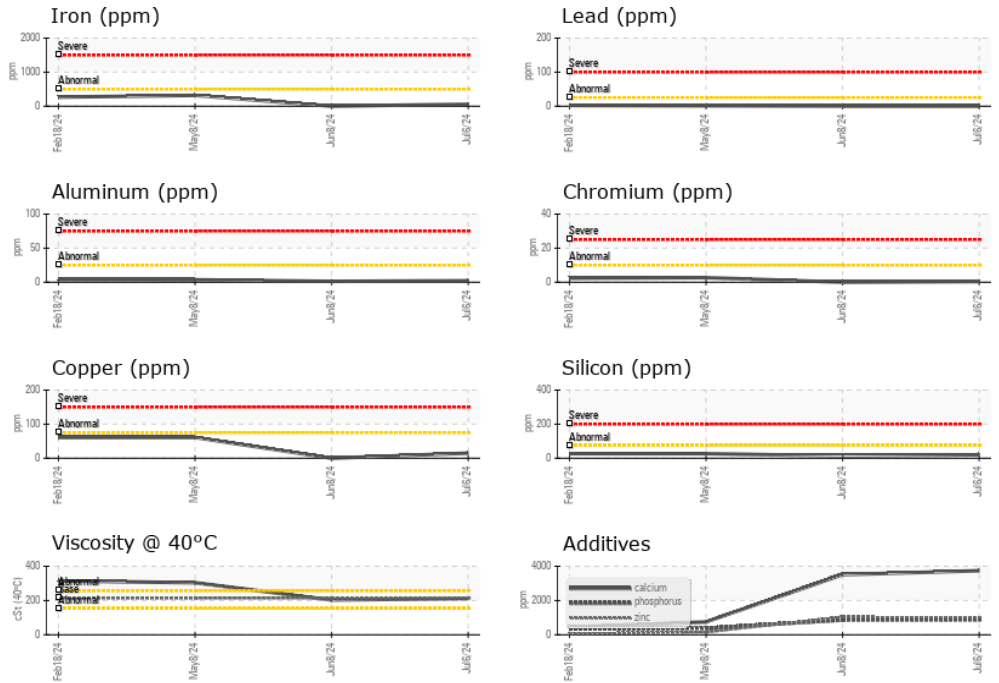 Iron (ppm)
2000
1000
0
ppm
Severe
Abnormal
Feb18/24
May8/24
Jun8/24
Jul6/24
Lead (ppm)
200
100
0
ppm
Severe
Abnormal
Feb18/24
May8/24
Jun8/24
Jul6/24
Aluminum (ppm)
100
50
0
ppm
Severe
Abnormal
Feb18/24
May8/24
Jun8/24
Jul6/24
Chromium (ppm)
40
20
0
ppm
Severe
Abnormal
Feb18/24
May8/24
Jun8/24
Jul6/24
Copper (ppm)
200
100
0
ppm
Severe
Abnormal
Feb18/24
May8/24
Jun8/24
Jul6/24
Silicon (ppm)
400
200
0
ppm
Severe
Abnormal
Feb18/24
May8/24
Jun8/24
Jul6/24
Viscosity @ 40°C
400
200
0
cSt (40°C)
Abnormal
Base
Abnormal
Feb18/24
May8/24
Jun8/24
Jul6/24
Additives
4000
2000
0
ppm
calcium
phosphorus
zinc
Feb18/24
May8/24
Jun8/24
Jul6/24